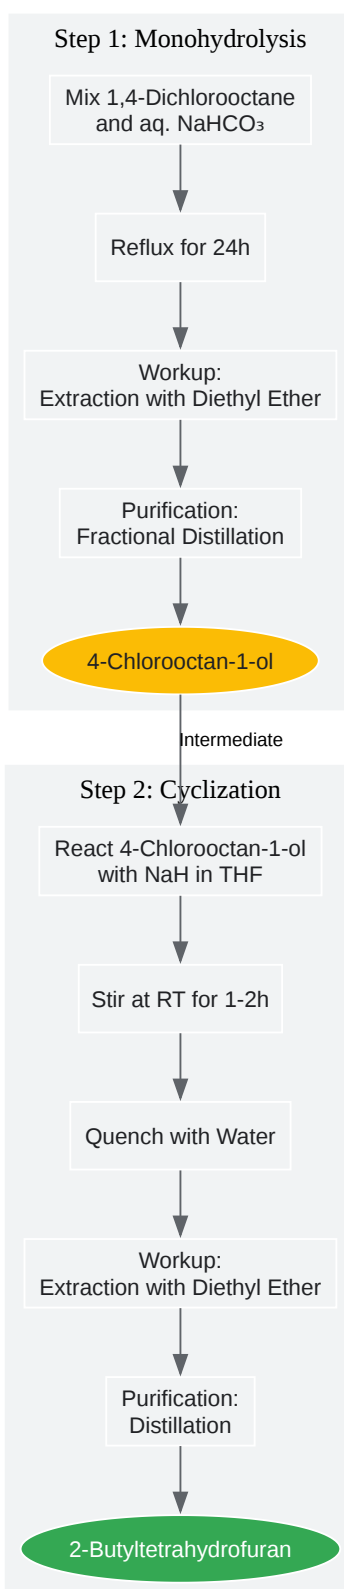 Step 1: Monohydrolysis
Mix 1,4-Dichlorooctane
and aq. NaHCO₃
Reflux for 24h
Workup:
Extraction with Diethyl Ether
Purification:
Fractional Distillation
4-Chlorooctan-1-ol
Intermediate
Step 2: Cyclization
React 4-Chlorooctan-1-ol
with NaH in THF
Stir at RT for 1-2h
Quench with Water
Workup:
Extraction with Diethyl Ether
Purification:
Distillation
2-Butyltetrahydrofuran